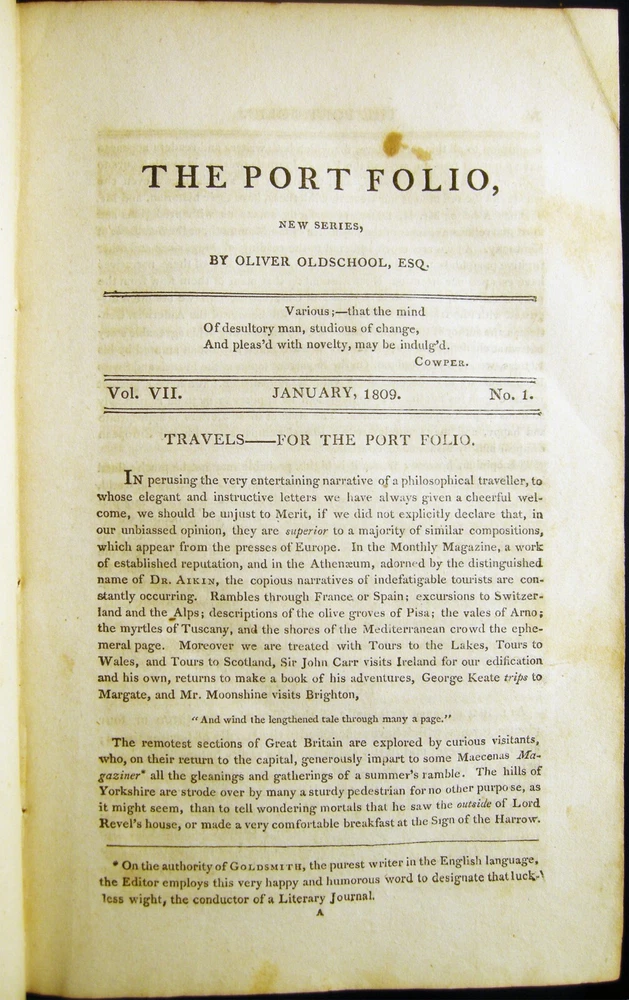 THE PORT FOLIO,
NEW SERIES,
BY OLIVER OLDSCHOOL, ESQ.
Various;—that the mind
Of desultory man, studious of change,
And pleas'd with novelty, may be indulg'd.
COWPER.
Vol. VII. JANUARY, 1809. No. 1.
TRAVELS——FOR THE PORT FOLIO.
IN perusing the very entertaining narrative of a philosophical traveller, to
whose elegant and instructive letters we have always given a cheerful wel-
come, we should be unjust to Merit, if we did not explicitly declare that, in
our unbiassed opinion, they are superior to a majority of similar compositions,
which appear from the presses of Europe. In the Monthly Magazine, a work
of established reputation, and in the Athenæum, adorned by the distinguished
name of DR. AIKIN, the copious narratives of indefatigable tourists are con-
stantly occurring. Rambles through France or Spain; excursions to Switzer-
land and the Alps; descriptions of the olive groves of Pisa; the vales of Arno;
the myrtles of Tuscany, and the shores of the Mediterranean crowd the ephe-
meral page. Moreover we are treated with Tours to the Lakes, Tours to
Wales, and Tours to Scotland, Sir John Carr visits Ireland for our edification
and his own, returns to make a book of his adventures, George Keate trips to
Margate, and Mr. Moonshine visits Brighton,
"And wind the lengthened tale through many a page."
The remotest sections of Great Britain are explored by curious visitants,
who, on their return to the capital, generously impart to some Maecenas Ma-
gaziner* all the gleanings and gatherings of a summer's ramble. The hills of
Yorkshire are strode over by many a sturdy pedestrian for no other purpose, as
it might seem, than to tell wondering mortals that he saw the outside of Lord
Revel's house, or made a very comfortable breakfast at the Sign of the Harrow.
* On the authority of GOLDSMITH, the purest writer in the English language,
the Editor employs this very happy and humorous word to designate that luck-
less wight, the conductor of a Literary Journal.
A